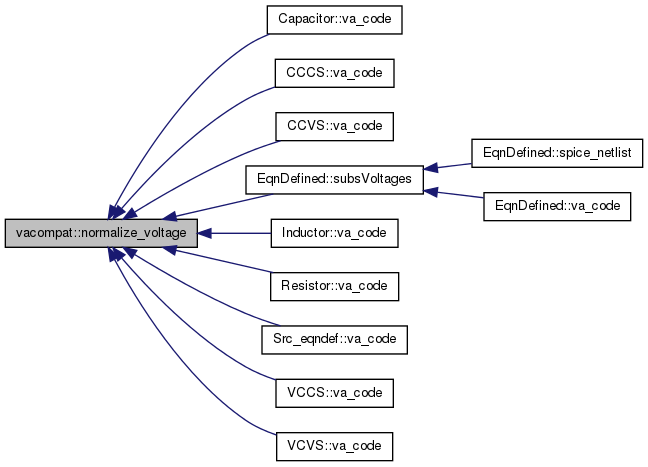 Capacitor::va_code
CCCS::va_code
CCVS::va_code
EqnDefined::spice_netlist
EqnDefined::subsVoltages
EqnDefined::va_code
vacompat::normalize_voltage
Inductor::va_code
Resistor::va_code
Src_eqndef::va_code
VCCS::va_code
VCVS::va_code